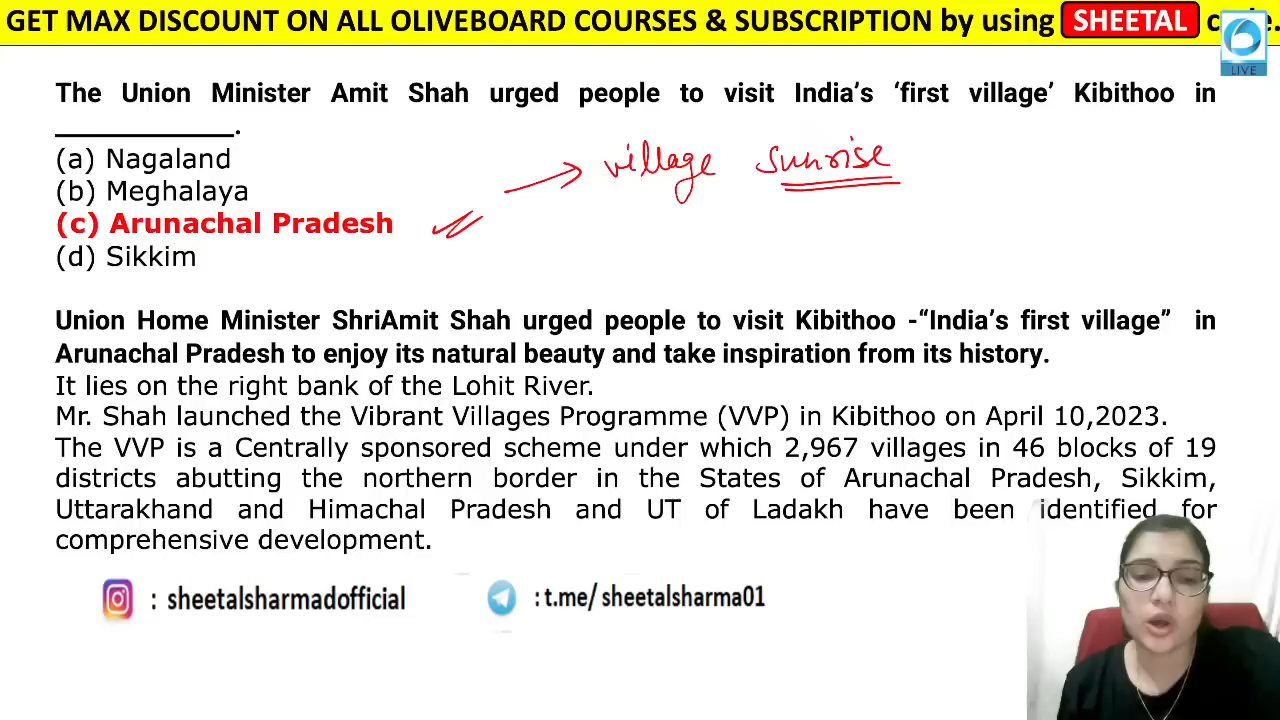 GET MAX DISCOUNT ON ALL OLIVEBOARD COURSES & SUBSCRIPTION by using SHEETAL
LIVE
The Union Minister Amit Shah urged people to visit India’s ‘first village’ Kibithoo in
____________.
(a) Nagaland
village sunrise
(b) Meghalaya
(c) Arunachal Pradesh
(d) Sikkim
Union Home Minister ShriAmit Shah urged people to visit Kibithoo -“India’s first village” in
Arunachal Pradesh to enjoy its natural beauty and take inspiration from its history.
It lies on the right bank of the Lohit River.
Mr. Shah launched the Vibrant Villages Programme (VVP) in Kibithoo on April 10,2023.
The VVP is a Centrally sponsored scheme under which 2,967 villages in 46 blocks of 19
districts abutting the northern border in the States of Arunachal Pradesh, Sikkim,
Uttarakhand and Himachal Pradesh and UT of Ladakh have been identified for
comprehensive development.
: sheetalsharmadofficial : t.me/ sheetalsharma01